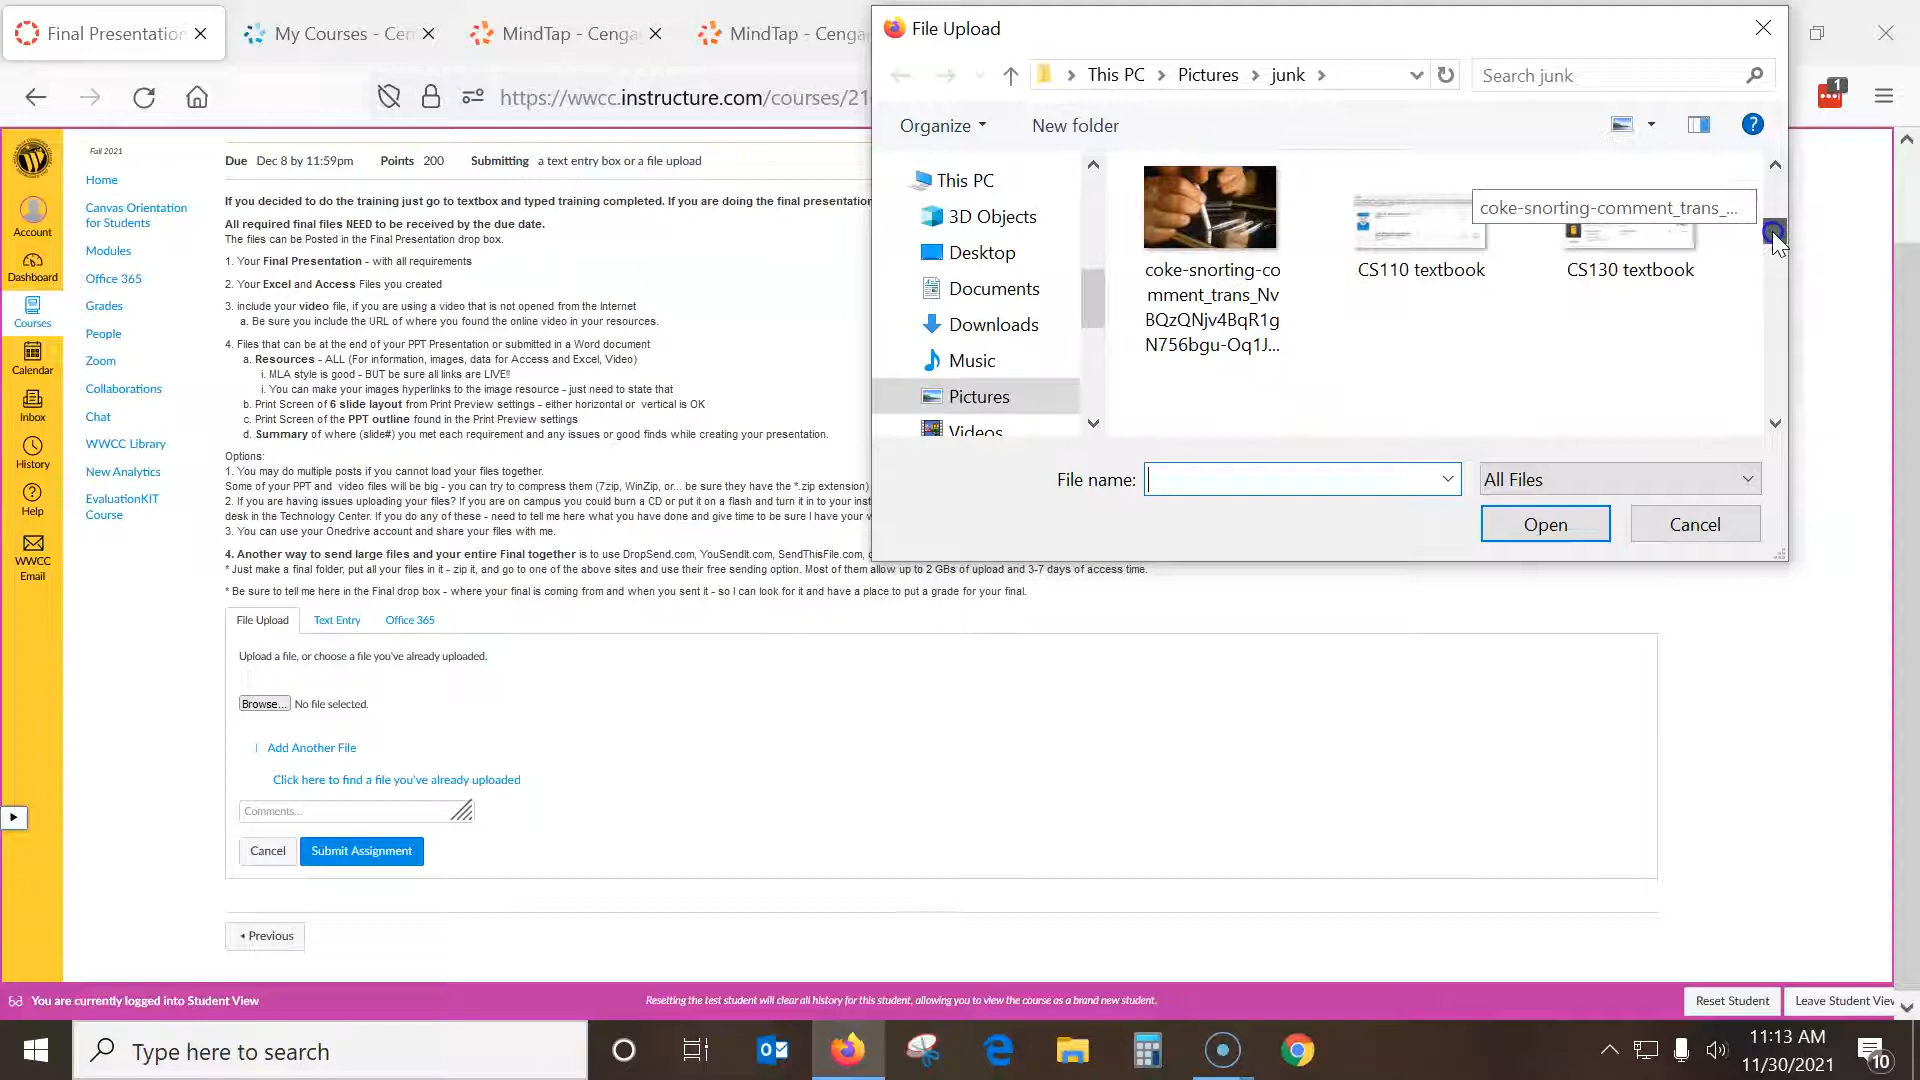 Final Presentation
My Courses - Cen
MindTap - Cenga
MindTap - Cenga
https://wwcc.instructure.com/courses/21
File Upload
This PC
Pictures
junk
Search junk
Organize
New folder
This PC
3D Objects
Desktop
Documents
Downloads
Music
Pictures
Videos
coke-snorting-co
mment_trans_Nv
BQzQNjv4BqR1g
N756bgu-Oq1J...
CS110 textbook
CS130 textbook
coke-snorting-comment_trans_...
File name:
All Files
Open
Cancel
1
Account
Dashboard
Courses
Calendar
Inbox
History
Help
WWCC
Email
Fall 2021
Home
Canvas Orientation
for Students
Modules
Office 365
Grades
People
Zoom
Collaborations
Chat
WWCC Library
New Analytics
EvaluationKIT
Course
Due Dec 8 by 11:59pm Points 200 Submitting a text entry box or a file upload
If you decided to do the training just go to textbox and typed training completed. If you are doing the final presentation
All required final files NEED to be received by the due date.
The files can be Posted in the Final Presentation drop box.
1. Your Final Presentation - with all requirements
2. Your Excel and Access Files you created
3. include your video file, if you are using a video that is not opened from the Internet
a. Be sure you include the URL of where you found the online video in your resources.
4. Files that can be at the end of your PPT Presentation or submitted in a Word document
a. Resources - ALL (For information, images, data for Access and Excel, Video)
i. MLA style is good - BUT be sure all links are LIVE!!
i. You can make your images hyperlinks to the image resource - just need to state that
b. Print Screen of 6 slide layout from Print Preview settings - either horizontal or vertical is OK
c. Print Screen of the PPT outline found in the Print Preview settings
d. Summary of where (slide#) you met each requirement and any issues or good finds while creating your presentation.
Options:
1. You may do multiple posts if you cannot load your files together.
Some of your PPT and video files will be big - you can try to compress them (7zip, WinZip, or... be sure they have the *.zip extension)
2. If you are having issues uploading your files? If you are on campus you could burn a CD or put it on a flash and turn it in to your inst
desk in the Technology Center. If you do any of these - need to tell me here what you have done and give time to be sure I have your
3. You can use your Onedrive account and share your files with me.
4. Another way to send large files and your entire Final together is to use DropSend.com, YouSendIt.com, SendThisFile.com,
* Just make a final folder, put all your files in it - zip it, and go to one of the above sites and use their free sending option. Most of them allow up to 2 GBs of upload and 3-7 days of access time.
* Be sure to tell me here in the Final drop box - where your final is coming from and when you sent it - so I can look for it and have a place to put a grade for your final.
File Upload
Text Entry
Office 365
Upload a file, or choose a file you've already uploaded.
Browse... No file selected.
Add Another File
Click here to find a file you've already uploaded
Comments...
Cancel
Submit Assignment
Previous
You are currently logged into Student View
Resetting the test student will clear all history for this student, allowing you to view the course as a brand new student.
Reset Student
Leave Student View
Type here to search
11:13 AM
11/30/2021
10